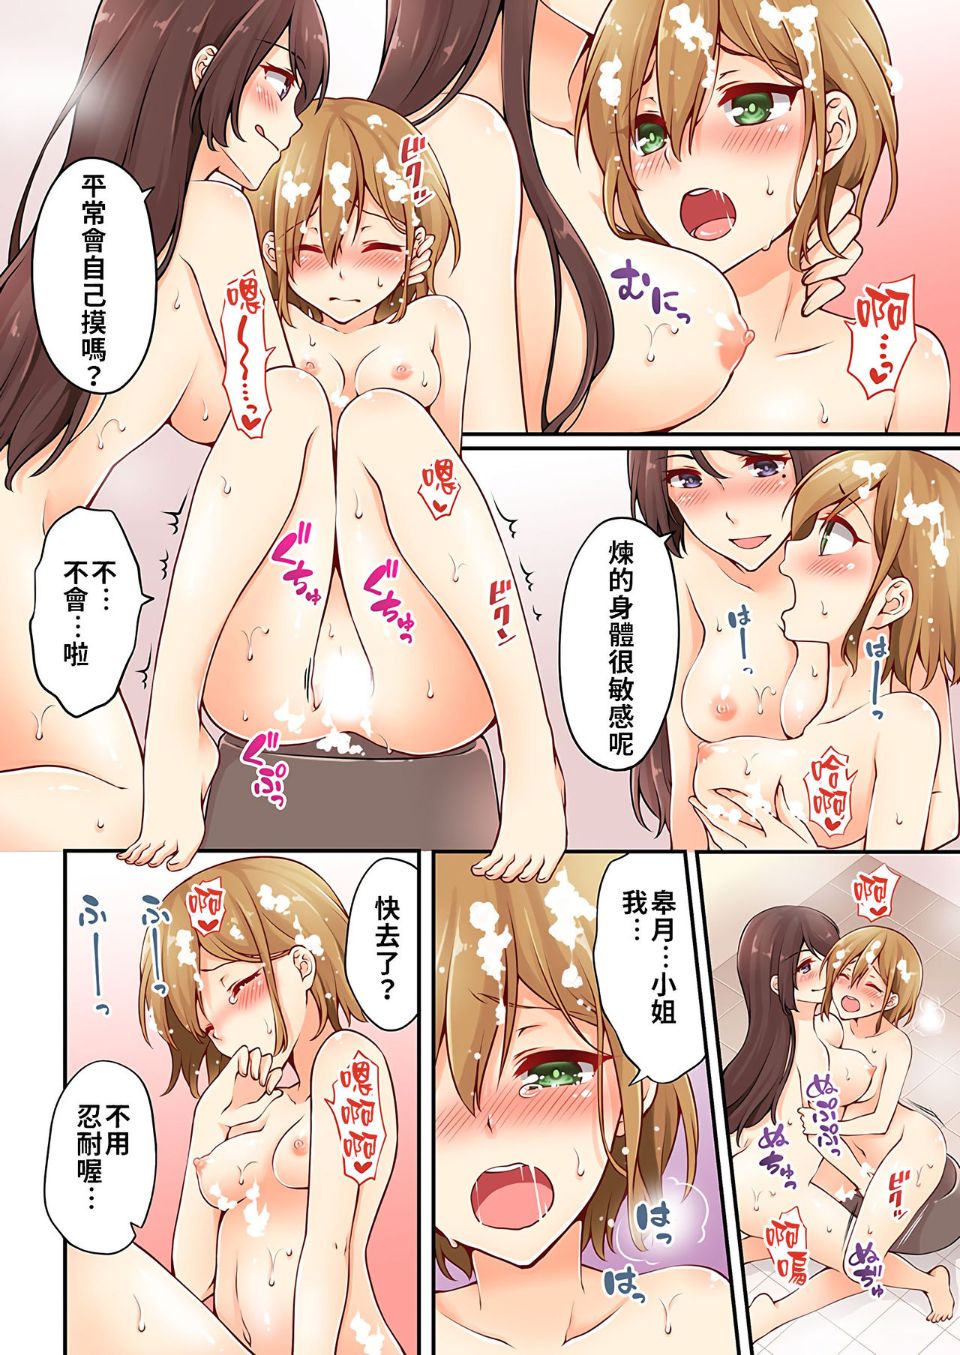 啊…っ♡
むにっ
ビクッ
平常會自己摸嗎？
嗯～～…っ♡
嗯♡
不…
不會…啦
ぐちゅ
ぐちゅっ
ビクン
ぐぷっ
煉的身體很敏感呢
はーっ
はーっ
哈啊♡
啊♡
ぬぷぷっ
ぬちゅっ
ビクッ
ぬぢゅ
皋月…小姐
我…
はっ
はっ
快去了？
啊♡
ふーっ
ふーっ
嗯啊啊♡
不用
忍耐喔…